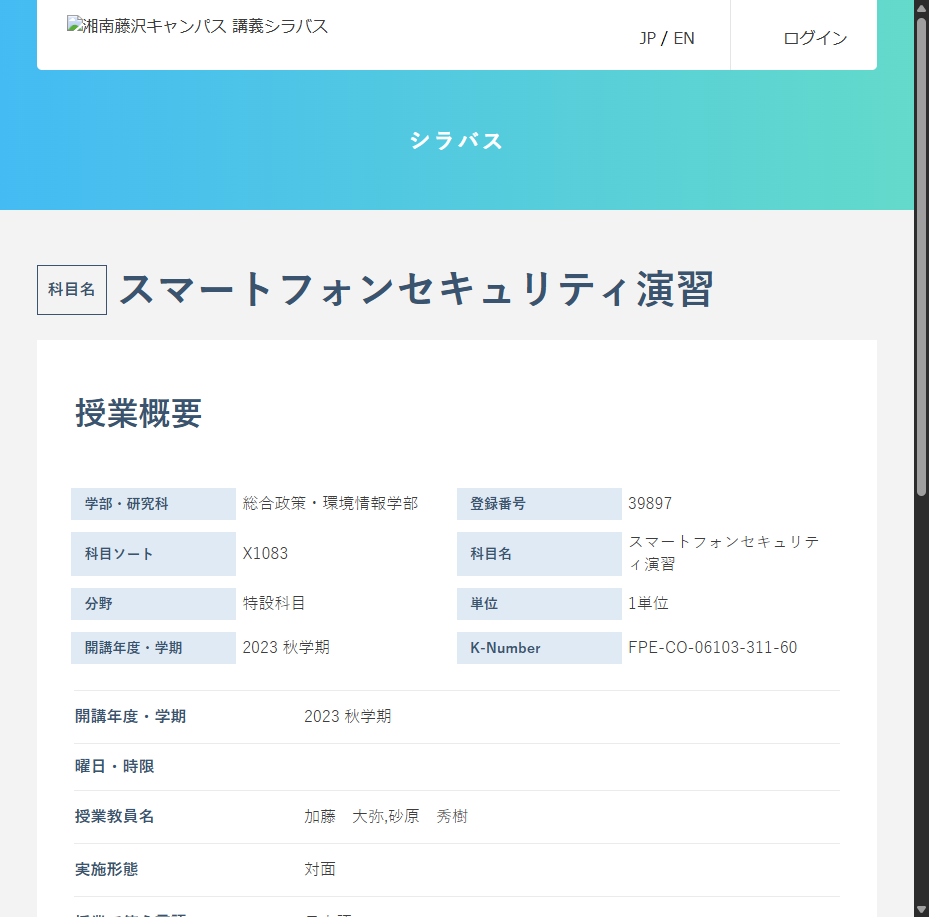 湘南藤沢キャンパス 講義シラバス
JP / EN
ログイン
シラバス
科目名 スマートフォンセキュリティ演習
授業概要
学部・研究科 総合政策・環境情報学部
登録番号 39897
科目ソート X1083
科目名 スマートフォンセキュリテ
ィ演習
分野 特設科目
単位 1単位
開講年度・学期 2023 秋学期
K-Number FPE-CO-06103-311-60
開講年度・学期 2023 秋学期
曜日・時限
授業教員名 加藤　大弥,砂原　秀樹
実施形態 対面